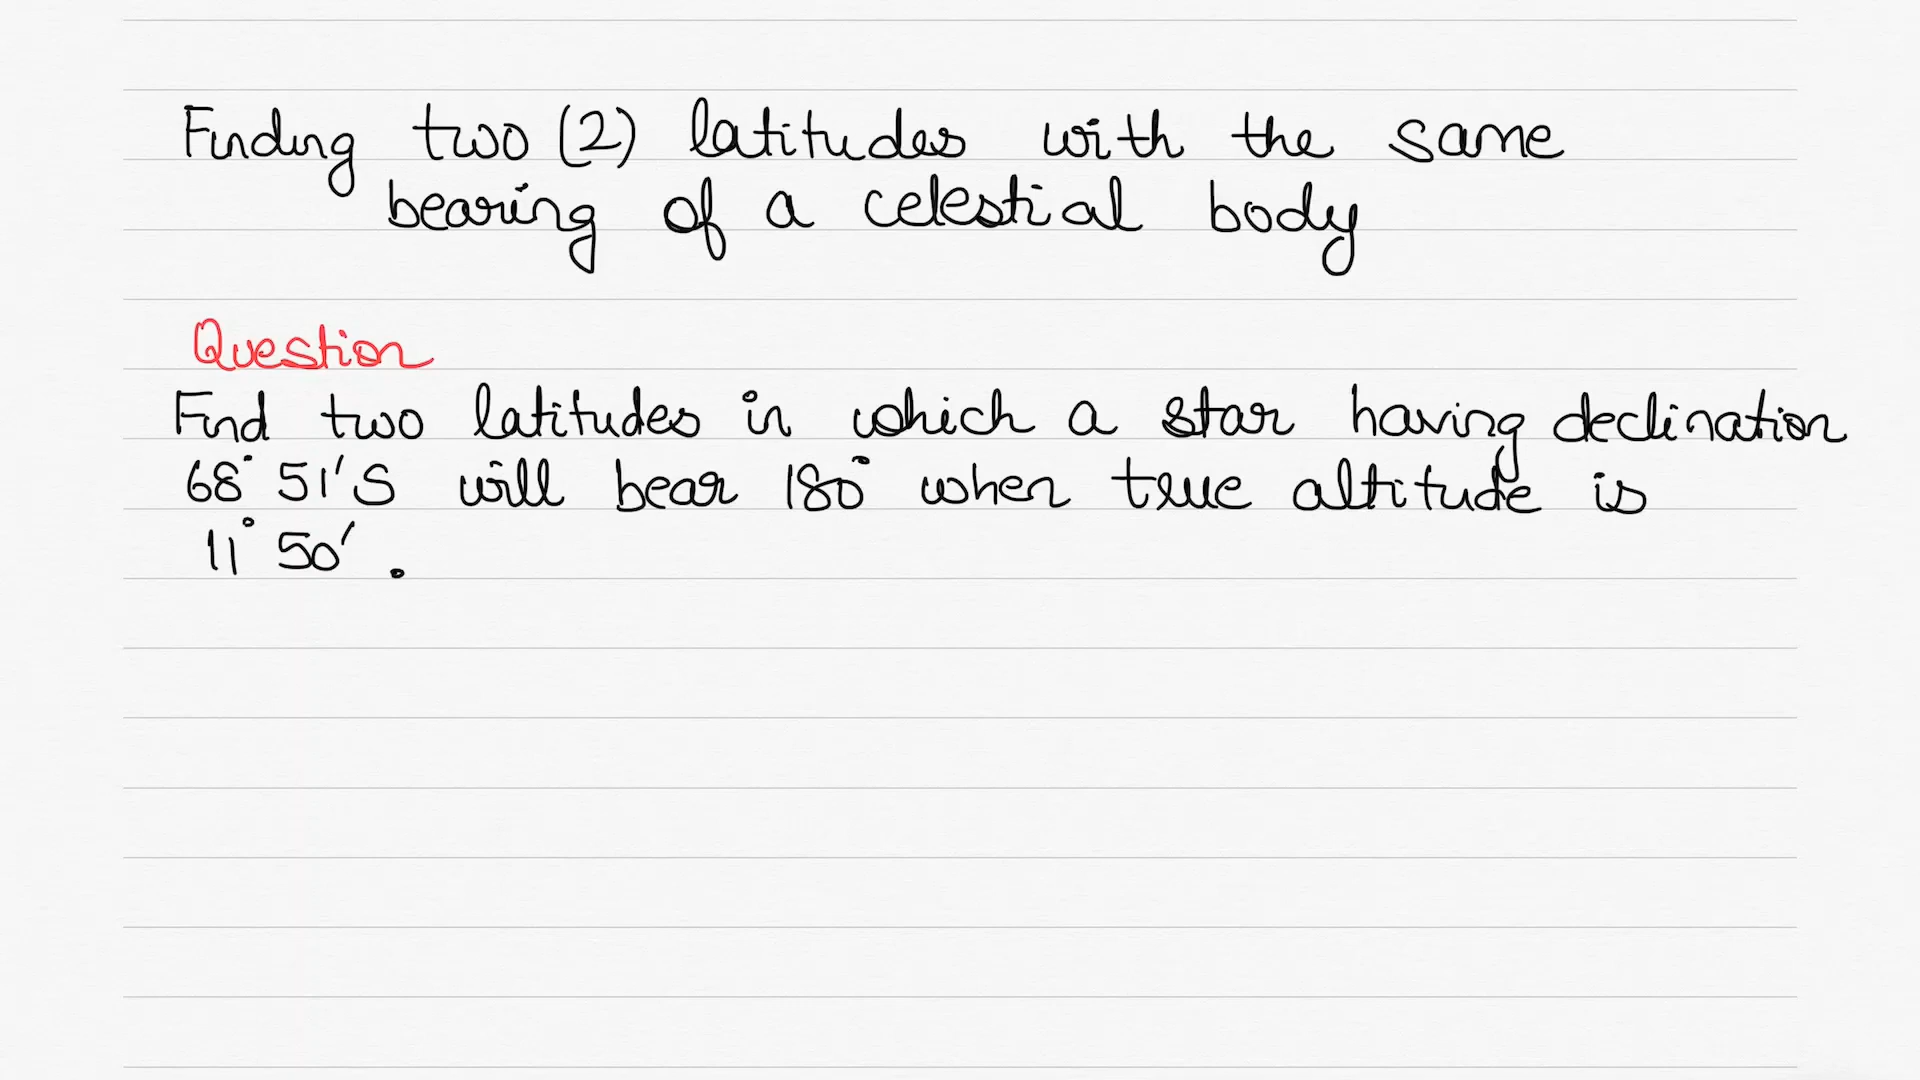 Finding two (2) latitudes with the same
bearing of a celestial body
Question
Find two latitudes in which a star having declination
68° 51' S will bear 180° when true altitude is
11° 50' .